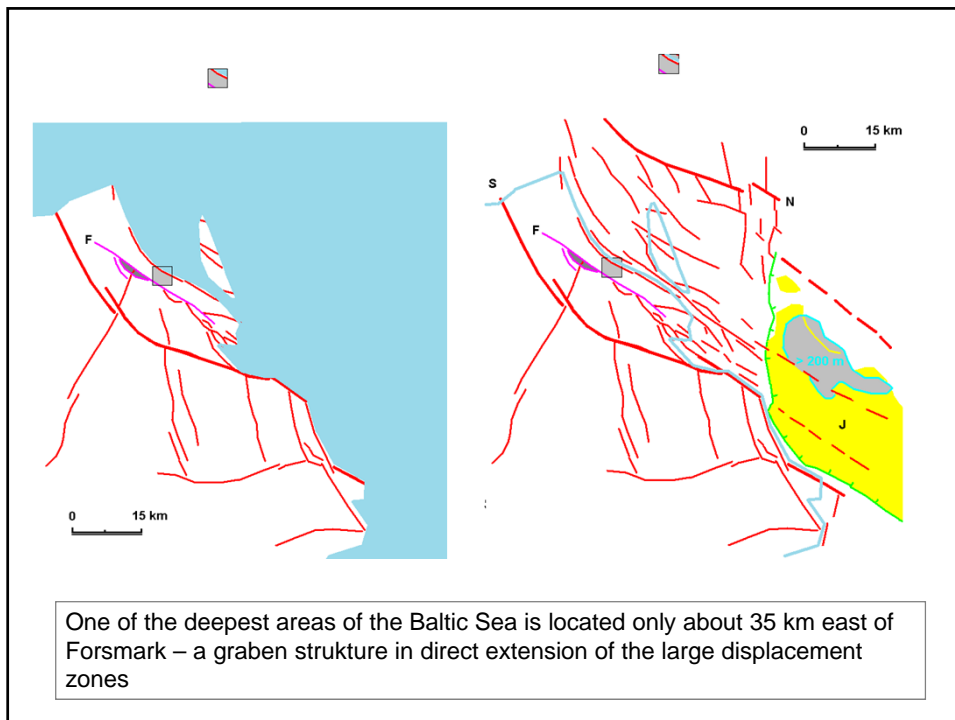 0 15 km
S
N
F
F
> 200 m
J
0 15 km
One of the deepest areas of the Baltic Sea is located only about 35 km east of
Forsmark – a graben strukture in direct extension of the large displacement
zones